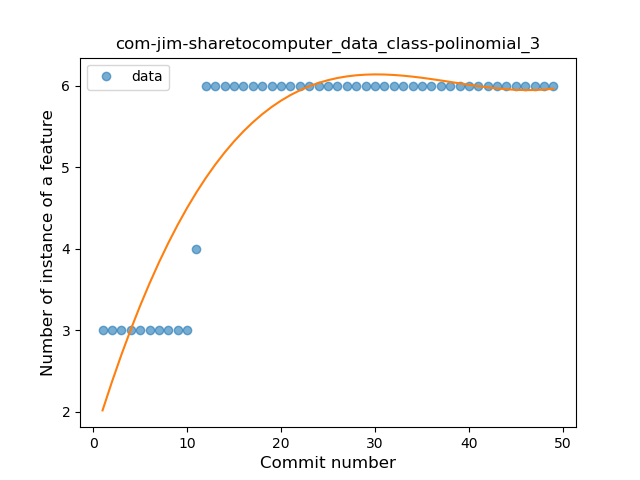 com-jim-sharetocomputer_data_class-polinomial_3
data
Number of instance of a feature
6
5
4
3
2
0 10 20 30 40 50
Commit number